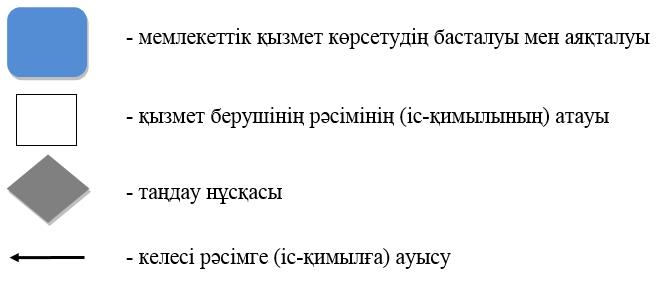 - мемлекеттік қызмет көрсетудің басталуы мен аяқталуы
- қызмет берушінің рәсімінің (іс-қимылының) атауы
- таңдау нұсқасы
- келесі рәсімге (іс-қимылға) ауысу